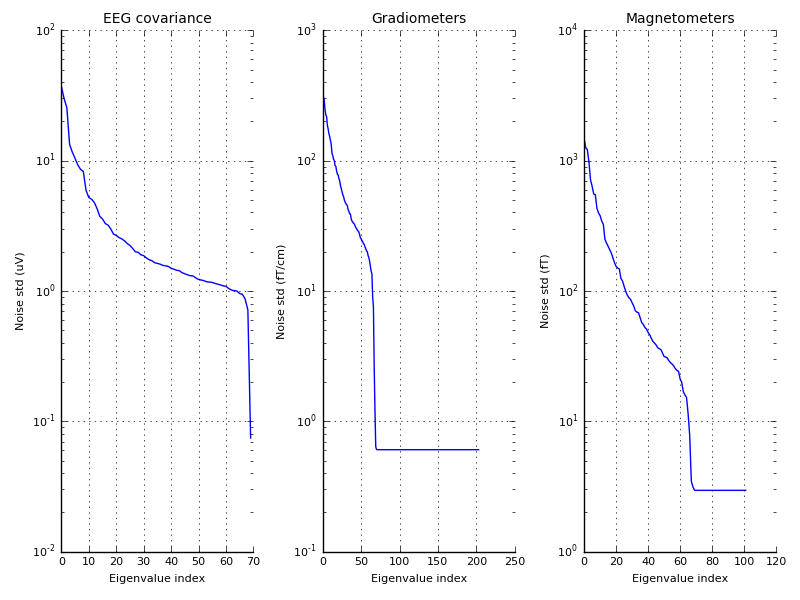 EEG covariance
Noise std (uV)
10^2
10^1
10^0
10^-1
10^-2
0 10 20 30 40 50 60 70
Eigenvalue index
Gradiometers
Noise std (fT/cm)
10^3
10^2
10^1
10^0
10^-1
0 50 100 150 200 250
Eigenvalue index
Magnetometers
Noise std (fT)
10^4
10^3
10^2
10^1
10^0
0 20 40 60 80 100 120
Eigenvalue index